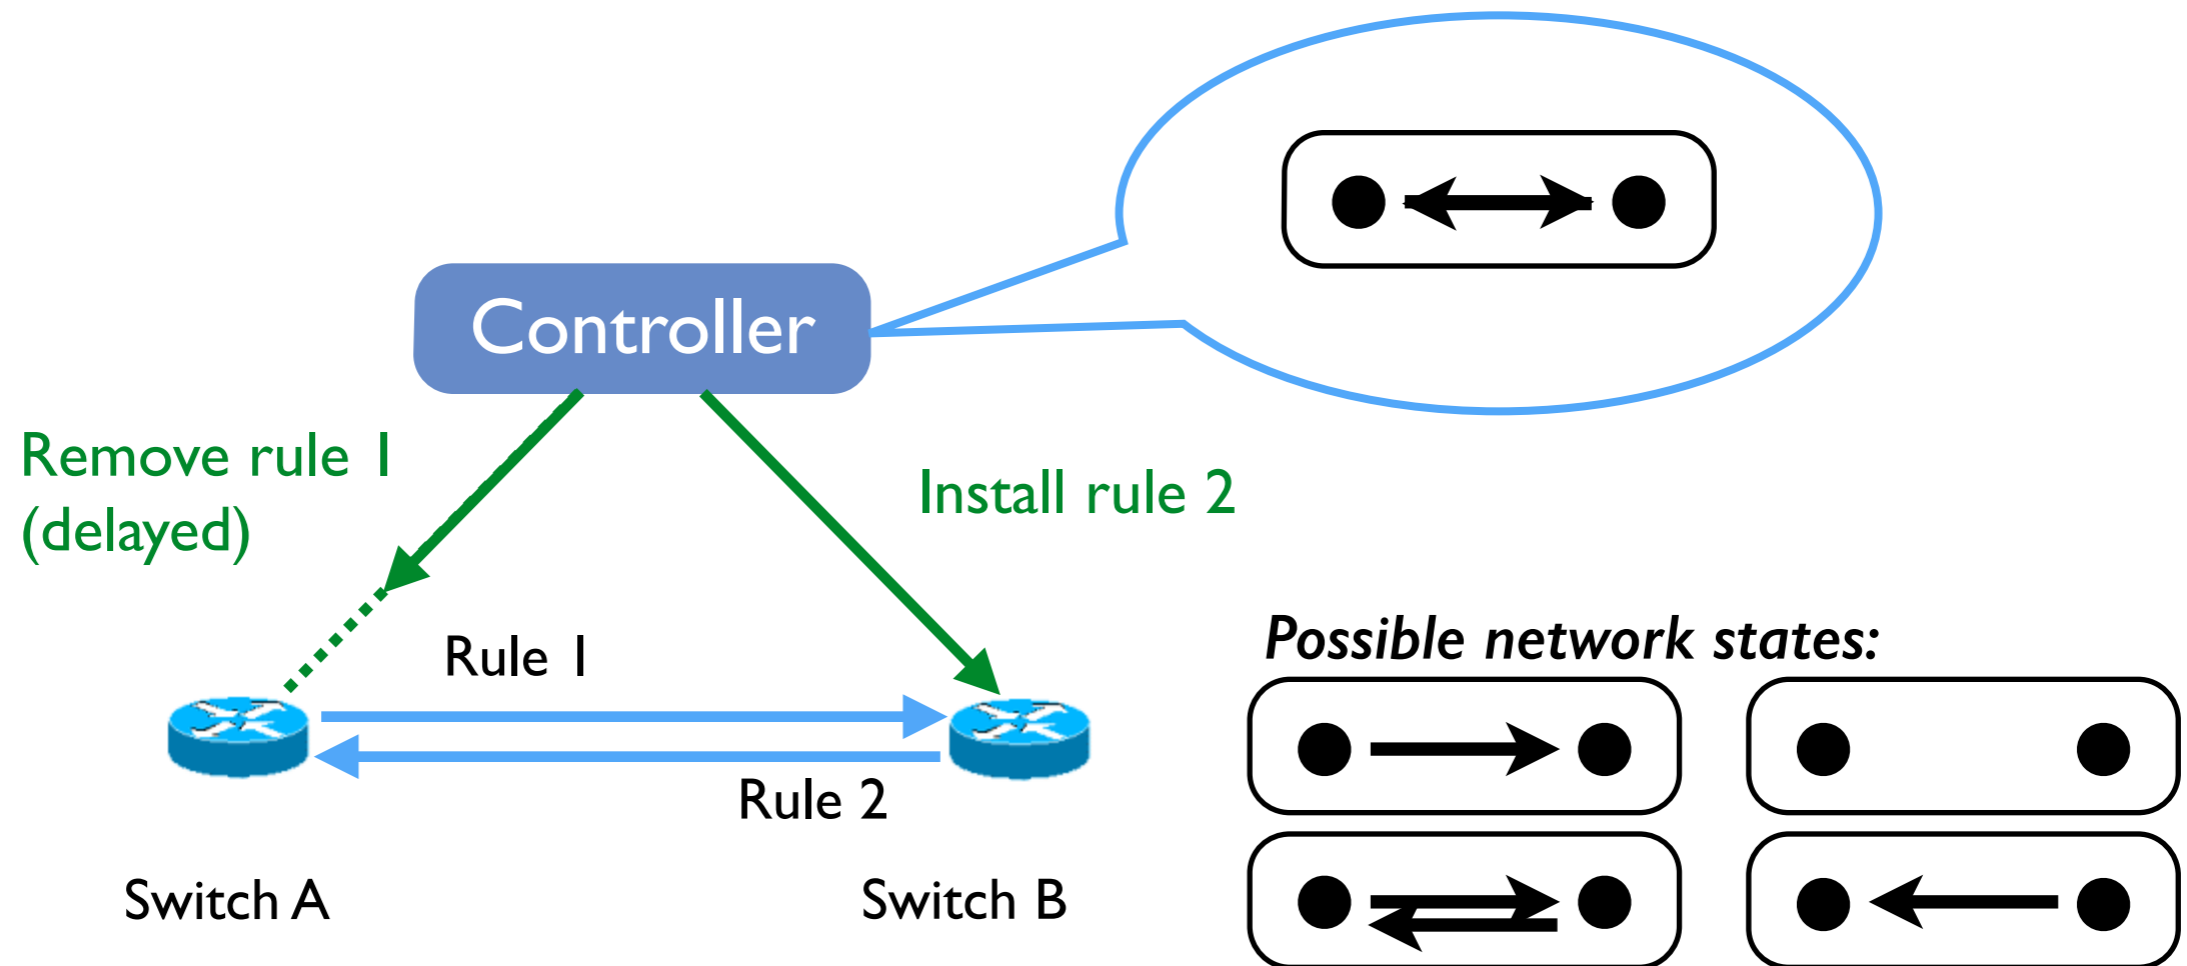 Controller
Remove rule 1
(delayed)
Install rule 2
Rule 1
Rule 2
Switch A
Switch B
Possible network states: